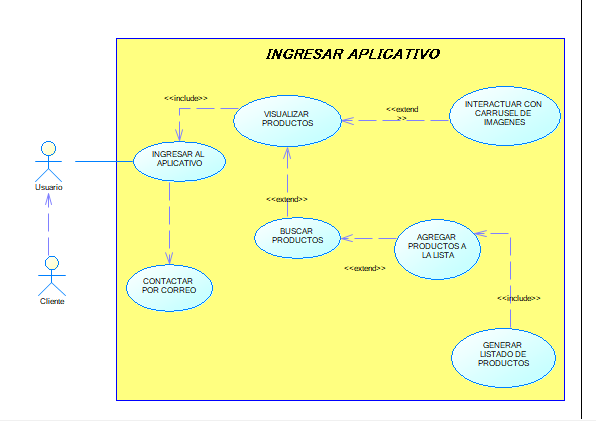 INGRESAR APLICATIVO
<<include>>
VISUALIZAR
PRODUCTOS
<<extend
>>
INTERACTUAR CON
CARRUSEL DE
IMAGENES
INGRESAR AL
APLICATIVO
Usuario
<<extend>>
BUSCAR
PRODUCTOS
AGREGAR
PRODUCTOS A
LA LISTA
<<extend>>
CONTACTAR
POR CORREO
Cliente
<<include>>
GENERAR
LISTADO DE
PRODUCTOS